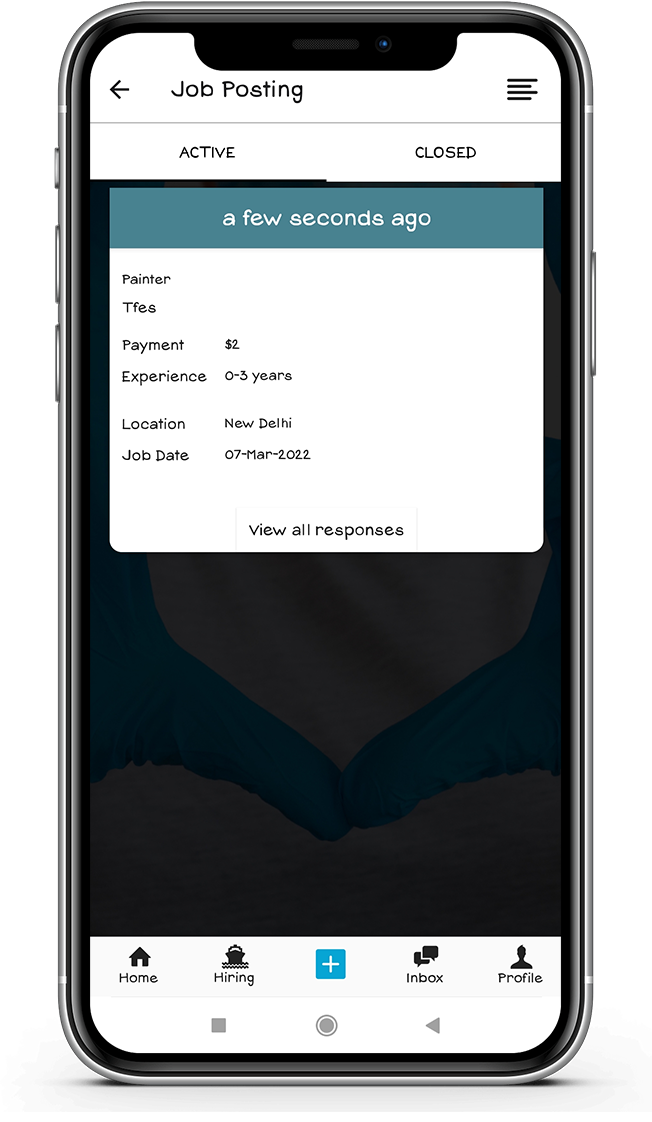 Job Posting
ACTIVE CLOSED
a few seconds ago
Painter
Tfes
Payment $2
Experience 0-3 years
Location New Delhi
Job Date 07-Mar-2022
View all responses
Home Hiring Inbox Profile